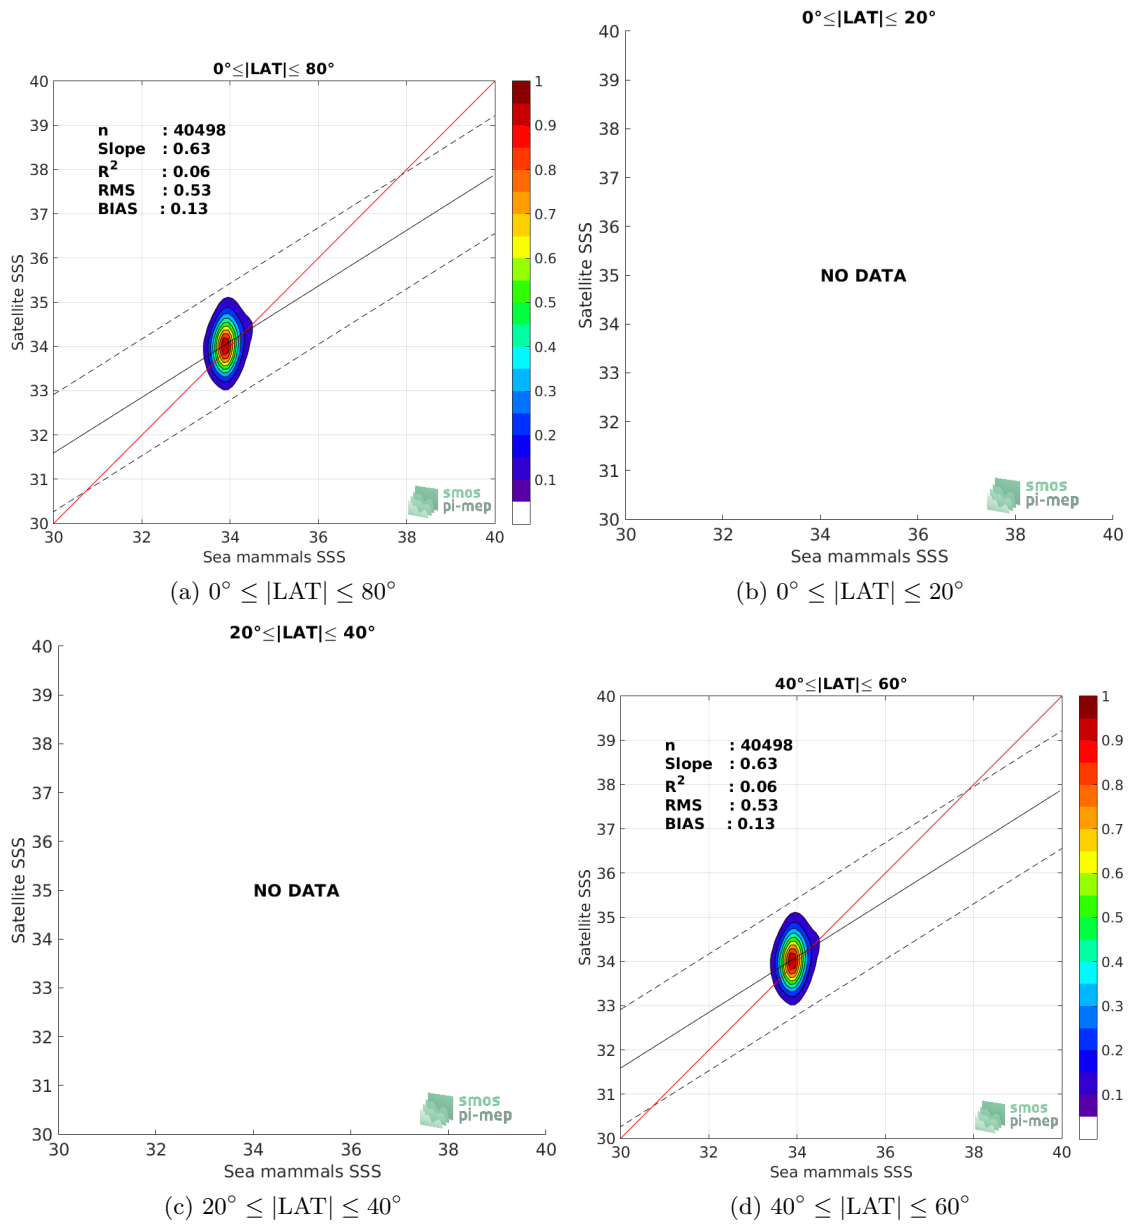 0°≤|LAT|≤ 80°
40
39
38
37
36
35
34
33
32
31
30
Satellite SSS
n : 40498
Slope : 0.63
R² : 0.06
RMS : 0.53
BIAS : 0.13
1
0.9
0.8
0.7
0.6
0.5
0.4
0.3
0.2
0.1
smos
pi-mep
30 32 34 36 38 40
Sea mammals SSS
(a) 0° ≤ |LAT| ≤ 80°
0°≤|LAT|≤ 20°
40
39
38
37
36
35
34
33
32
31
30
Satellite SSS
NO DATA
smos
pi-mep
30 32 34 36 38 40
Sea mammals SSS
(b) 0° ≤ |LAT| ≤ 20°
20°≤|LAT|≤ 40°
40
39
38
37
36
35
34
33
32
31
30
Satellite SSS
NO DATA
smos
pi-mep
30 32 34 36 38 40
Sea mammals SSS
(c) 20° ≤ |LAT| ≤ 40°
40°≤|LAT|≤ 60°
40
39
38
37
36
35
34
33
32
31
30
Satellite SSS
n : 40498
Slope : 0.63
R² : 0.06
RMS : 0.53
BIAS : 0.13
1
0.9
0.8
0.7
0.6
0.5
0.4
0.3
0.2
0.1
smos
pi-mep
30 32 34 36 38 40
Sea mammals SSS
(d) 40° ≤ |LAT| ≤ 60°